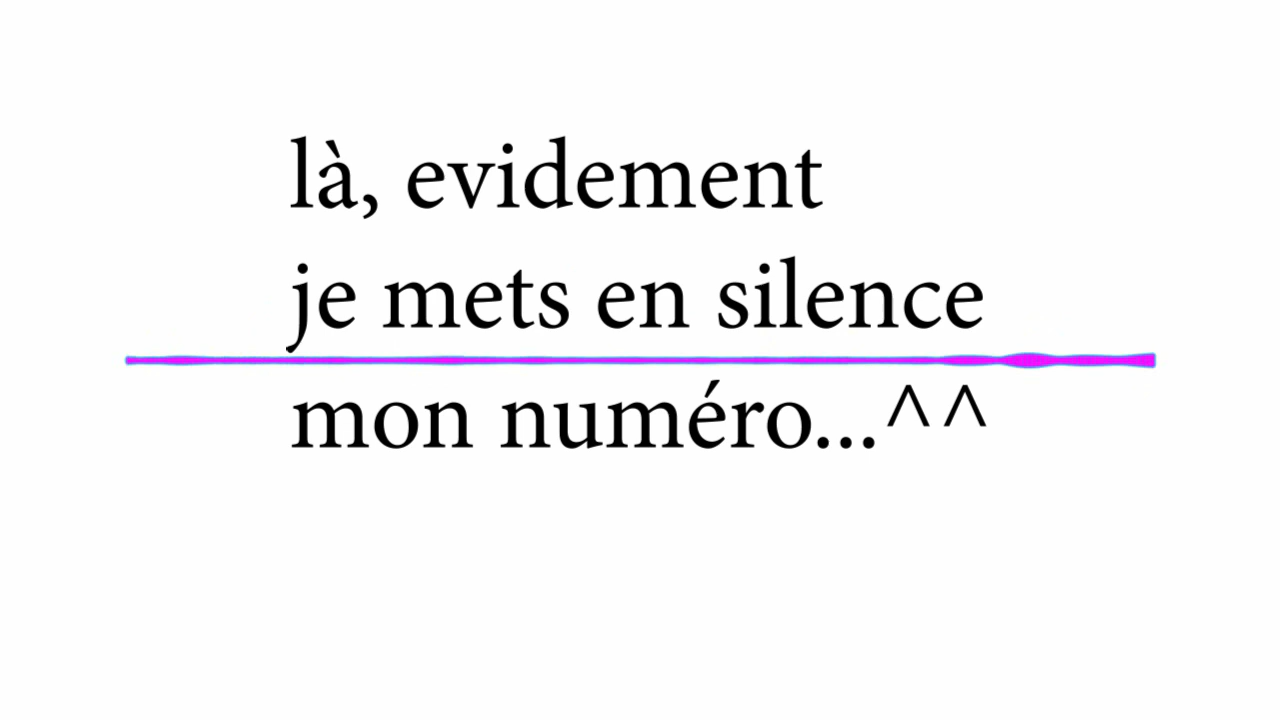 là, evidement
je mets en silence
mon numéro...^^